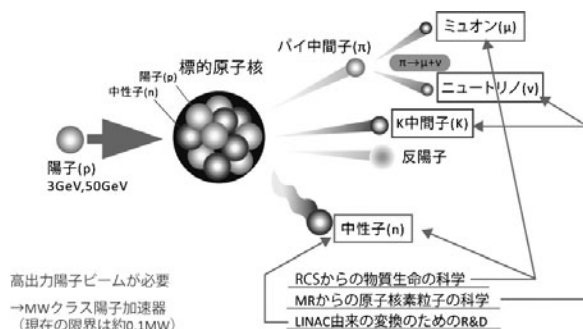 標的原子核
陽子(p)
中性子(n)
陽子(p)
3GeV,50GeV
パイ中間子(π)
π→μ+ν
ミュオン(μ)
ニュートリノ(ν)
K中間子(K)
反陽子
中性子(n)
高出力陽子ビームが必要
→MWクラス陽子加速器
(現在の限界は約0.1MW)
RCSからの物質生命の科学
MRからの原子核素粒子の科学
LINAC由来の変換のためのR&D